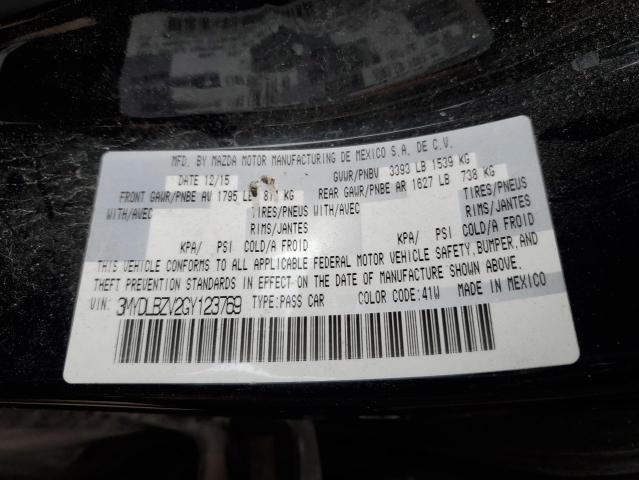 MFD. BY MAZDA MOTOR MANUFACTURING DE MEXICO S.A. DE C.V.
DATE 12/15 GVWR/PNBV 3393 LB 1539 KG
FRONT GAWR/PNBE AV 1795 LB 81 KG REAR GAWR/PNBE AR 1627 LB 738 KG
WITH/AVEC TIRES/PNEUS WITH/AVEC TIRES/PNEUS
RIMS/JANTES RIMS/JANTES
KPA/ PSI COLD/A FROID KPA/ PSI COLD/A FROID
THIS VEHICLE CONFORMS TO ALL APPLICABLE FEDERAL MOTOR VEHICLE SAFETY, BUMPER, AND
THEFT PREVENTION STANDARDS IN EFFECT ON THE DATE OF MANUFACTURE SHOWN ABOVE.
VIN: 3MYDLBZV2GY123769 TYPE:PASS CAR COLOR CODE:41W MADE IN MEXICO